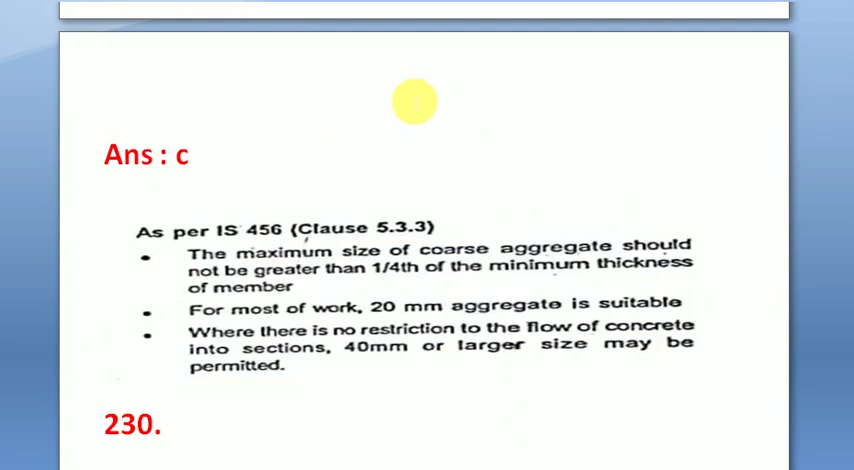 Ans : c
As per IS 456 (Clause 5.3.3)
• The maximum size of coarse aggregate should
not be greater than 1/4th of the minimum thickness
of member
• For most of work, 20 mm aggregate is suitable
• Where there is no restriction to the flow of concrete
into sections, 40mm or larger size may be
permitted.
230.